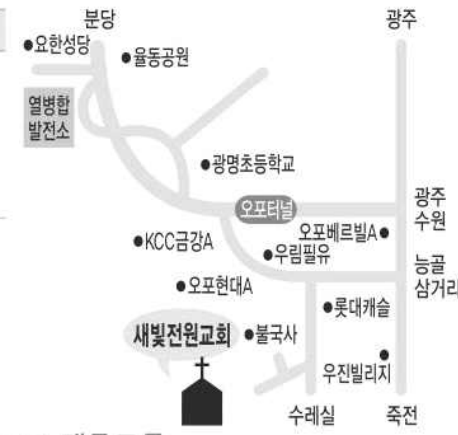 분당
광주
요한성당
율동공원
열병합
발전소
광명초등학교
오포터널
광주
수원
오포베르빌A
KCC금강A
우림필유
능골
삼거리
오포현대A
롯대캐슬
새빛전원교회
불국사
우진빌리지
수레실
죽전